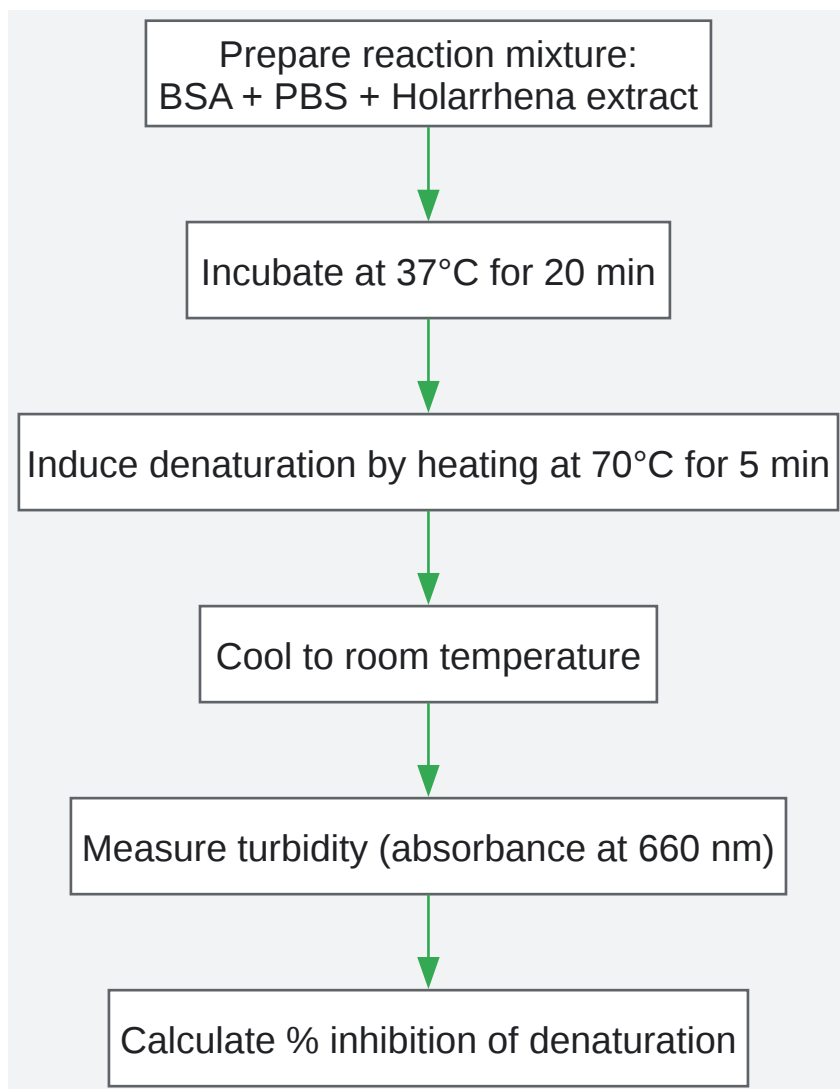 Prepare reaction mixture:
BSA + PBS + Holarrhena extract
Incubate at 37°C for 20 min
Induce denaturation by heating at 70°C for 5 min
Cool to room temperature
Measure turbidity (absorbance at 660 nm)
Calculate % inhibition of denaturation